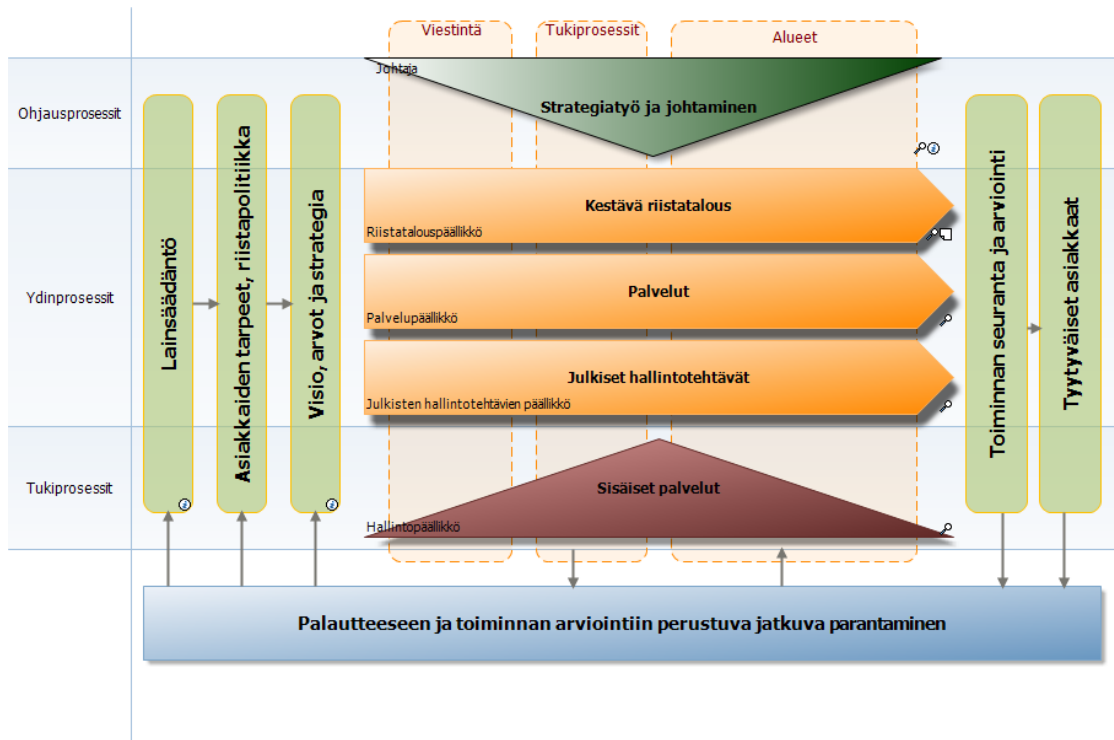 Viestintä
Tukiprosessit
Alueet
Johtaja
Strategiatyö ja johtaminen
Ohjausprosessit
Kestävä riistatalous
Riistatalouspäällikkö
Ydinprosessit
Palvelut
Palvelupäällikkö
Julkiset hallintotehtävät
Julkisten hallintotehtävien päällikkö
Tukiprosessit
Sisäiset palvelut
Hallintopäällikkö
Lainsäädäntö
Asiakkaiden tarpeet, riistapolitiikka
Visio, arvot ja strategia
Toiminnan seuranta ja arviointi
Tyytyväiset asiakkaat
Palautteeseen ja toiminnan arviointiin perustuva jatkuva parantaminen